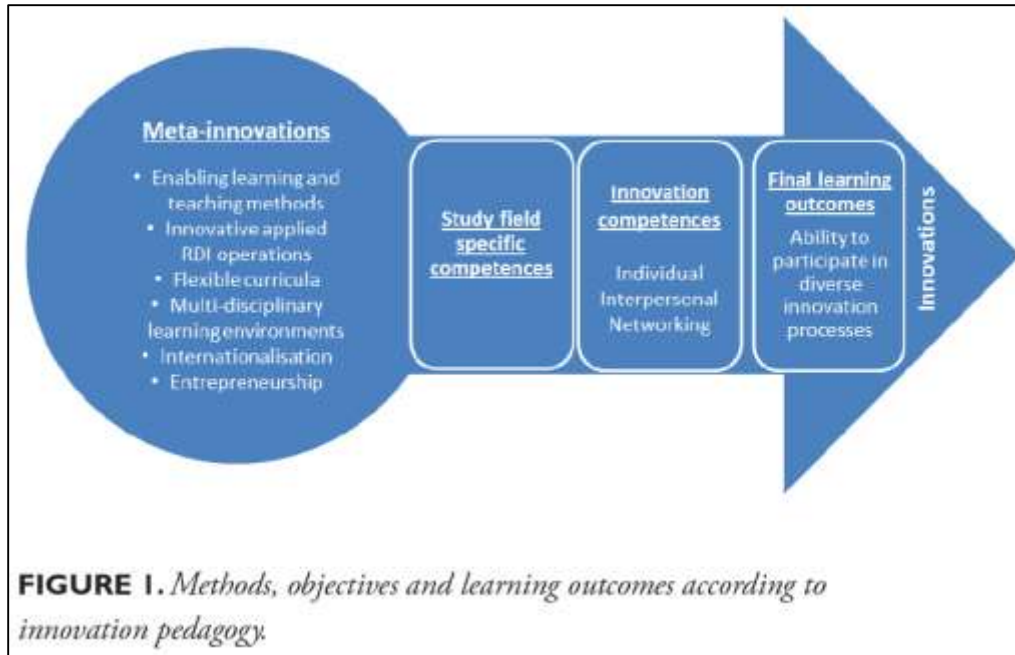 Meta-innovations
• Enabling learning and
teaching methods
• Innovative applied
RDI operations
• Flexible curricula
• Multi-disciplinary
learning environments
• Internationalisation
• Entrepreneurship
Study field
specific
competences
Innovation
competences
Individual
Interpersonal
Networking
Final learning
outcomes
Ability to
participate in
diverse
innovation
processes
Innovations
FIGURE 1. Methods, objectives and learning outcomes according to
innovation pedagogy.